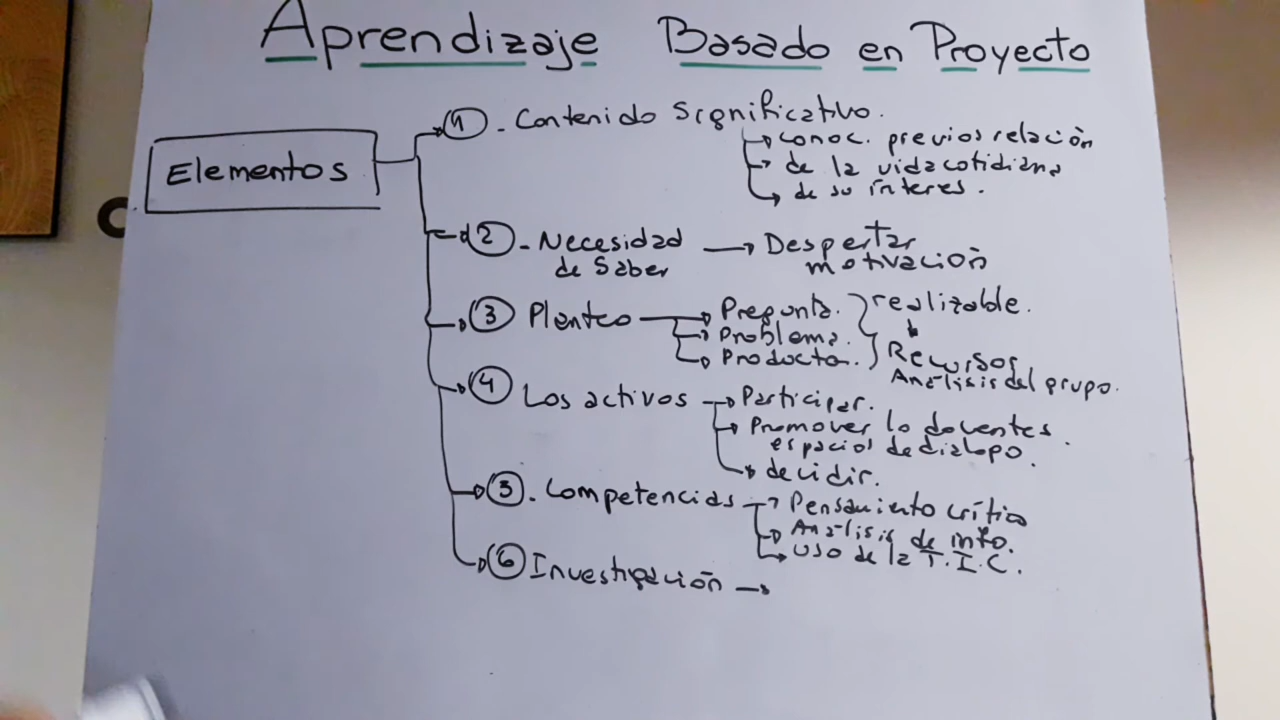 Aprendizaje Basado en Proyecto
Elementos
1. Contenido Significativo.
conoc. previos relación
de la vida cotidiana
de su interes.
2. Necesidad
de Saber
Despertar
motivación
3 Planteo
Pregunta.
Problema.
Producto.
realizable.
Recursos
Análisis del grupo.
4 Los activos
Participar.
Promover lo docentes
espacios de dialogo.
decidir.
5. Competencias
Pensamiento crítico
Análisis de info.
Uso de la T.I.C.
6 Investigación